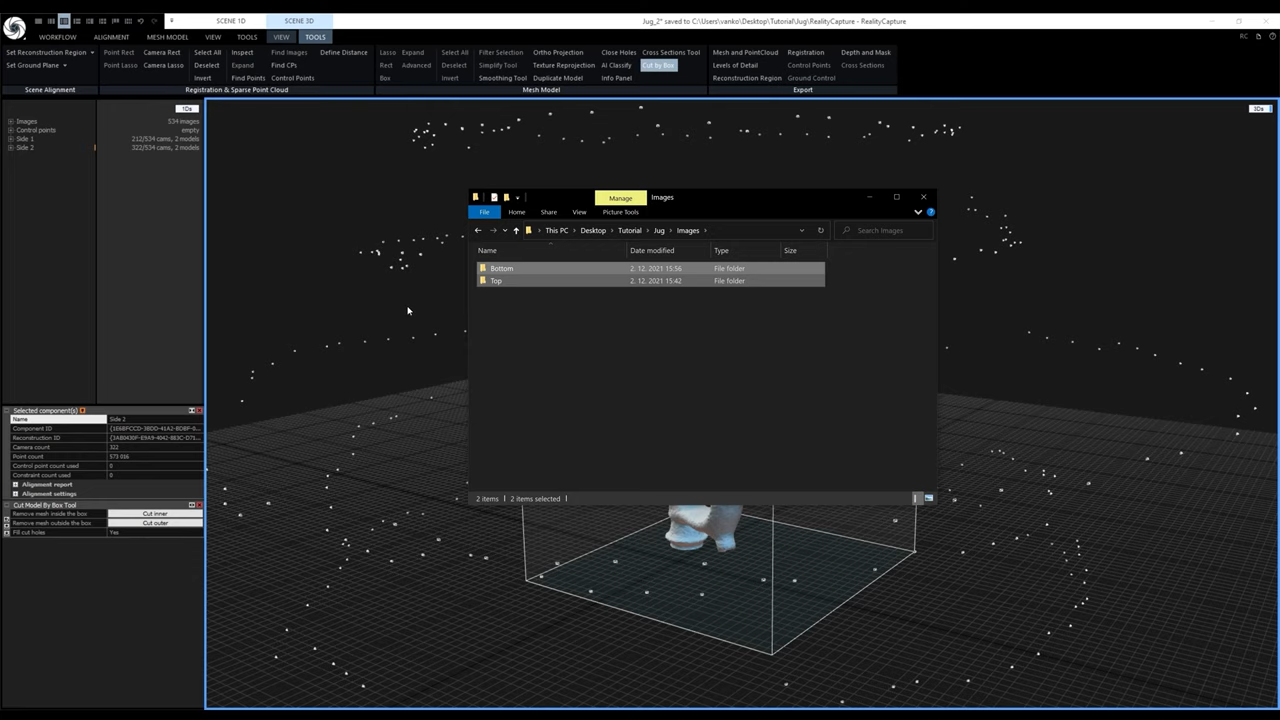 SCENE 1D
SCENE 3D
Jug_2* saved to C:\Users\vanko\Desktop\Tutorial\Jug\RealityCapture - RealityCapture
WORKFLOW ALIGNMENT MESH MODEL VIEW TOOLS VIEW TOOLS
RC
Set Reconstruction Region Point Rect Camera Rect Select All Inspect Find Images Define Distance Lasso Expand Select All Filter Selection Ortho Projection Close Holes Cross Sections Tool Mesh and PointCloud Registration Depth and Mask
Set Ground Plane Point Lasso Camera Lasso Deselect Expand Find CPs Rect Advanced Deselect Simplify Tool Texture Reprojection AI Classify Cut by Box Levels of Detail Control Points Cross Sections
Invert Find Points Control Points Box Invert Smoothing Tool Duplicate Model Info Panel Reconstruction Region Ground Control
Scene Alignment Registration & Sparse Point Cloud Mesh Model Export
1Ds
3Ds
Images 534 images
Control points empty
Side 1 212/534 cams, 2 models
Side 2 322/534 cams, 2 models
Manage Images
File Home Share View Picture Tools
This PC Desktop Tutorial Jug Images Search Images
Name Date modified Type Size
Bottom 2. 12. 2021 15:56 File folder
Top 2. 12. 2021 15:42 File folder
2 items 2 items selected
Selected component(s)
Name Side 2
Camera count 322
Point count 573 016
Control point count used 0
Constraint count used 0
Alignment report
Alignment settings
Cut Model By Box Tool
Remove mesh inside the box Cut inner
Remove mesh outside the box Cut outer
Fill cut holes Yes